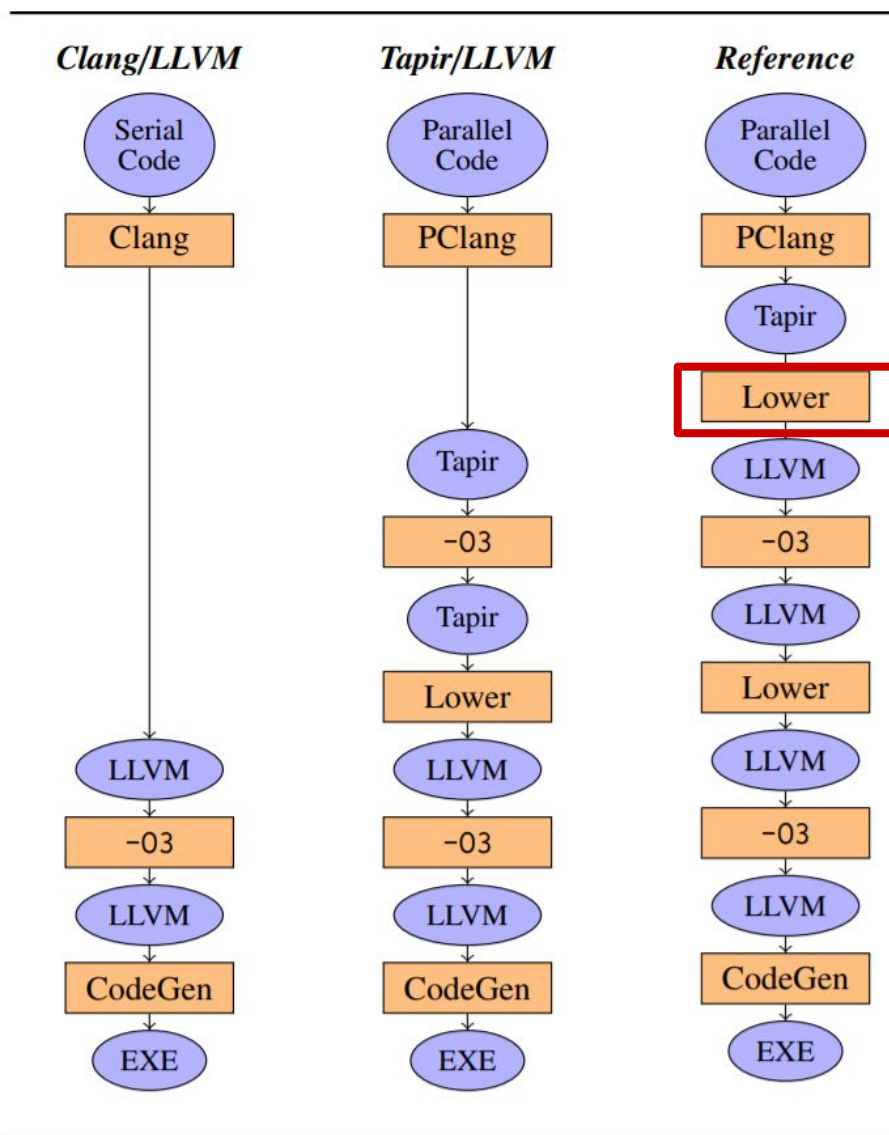 Clang/LLVM
Serial
Code
Clang
LLVM
-O3
LLVM
CodeGen
EXE
Tapir/LLVM
Parallel
Code
PClang
Tapir
-O3
Tapir
Lower
LLVM
-O3
LLVM
CodeGen
EXE
Reference
Parallel
Code
PClang
Tapir
Lower
LLVM
-O3
LLVM
Lower
LLVM
-O3
LLVM
CodeGen
EXE